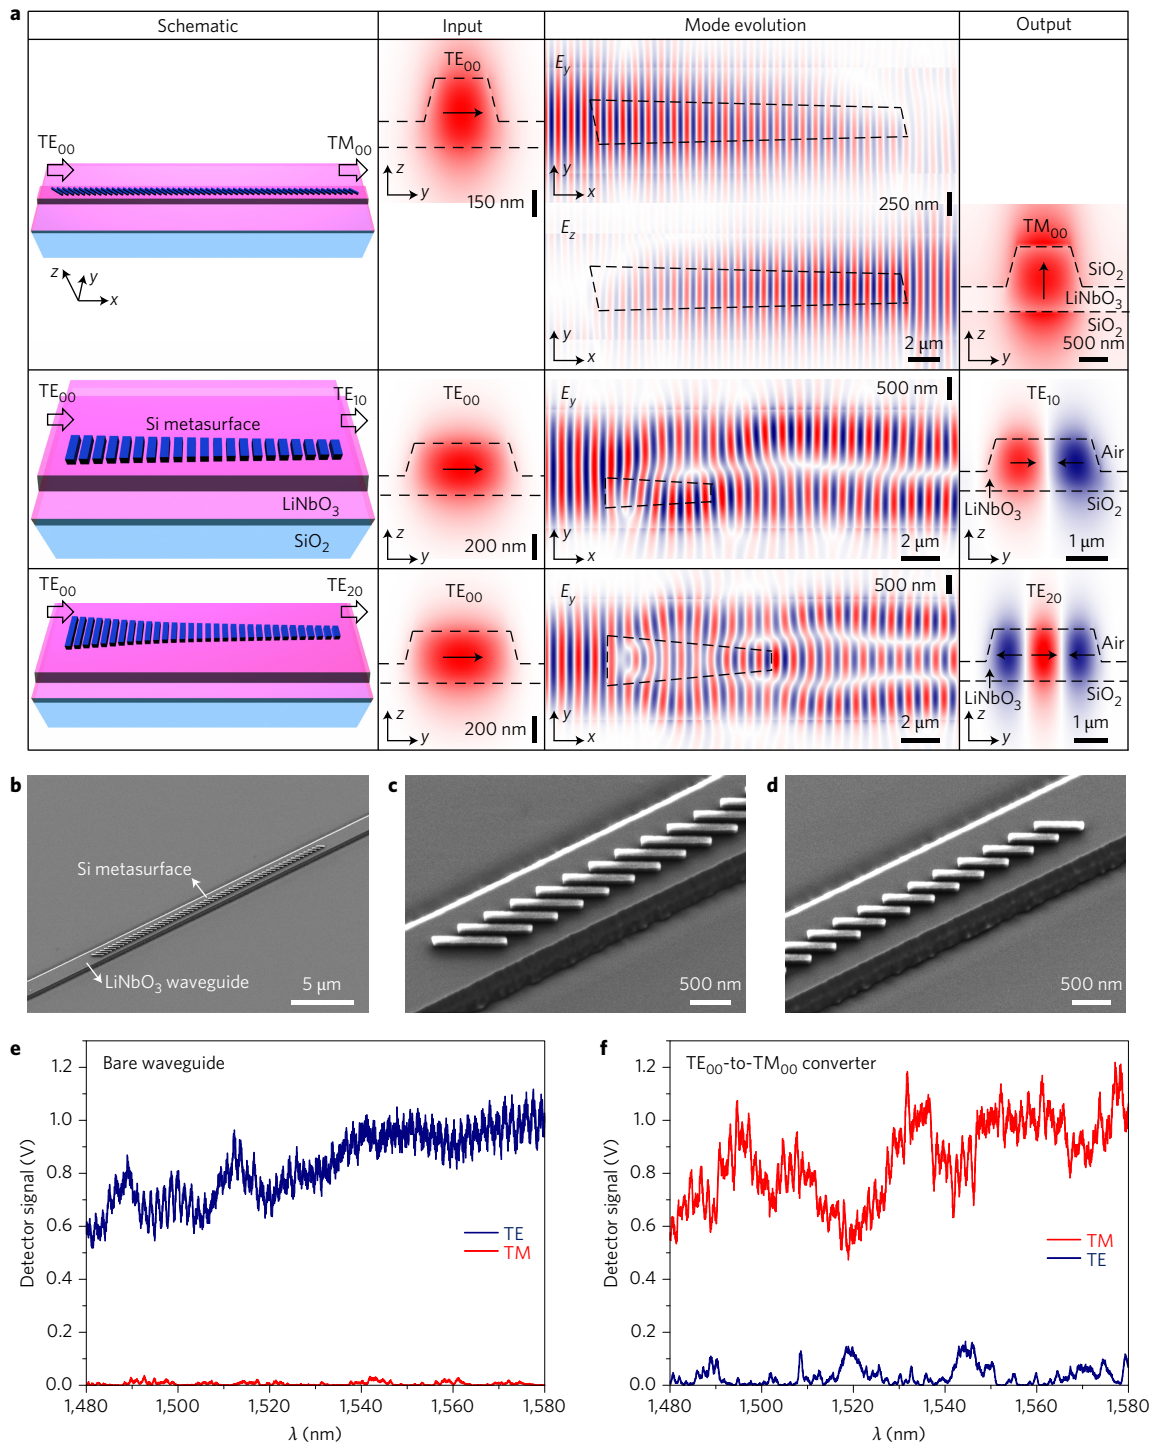 a
Schematic Input Mode evolution Output
TE00 TM00
z y x
TE00
z y 150 nm
Ey
y x 250 nm
Ez
y x 2 μm
TM00
SiO2
LiNbO3
SiO2
z y 500 nm
TE00 TE10
Si metasurface
LiNbO3
SiO2
TE00
z y 200 nm
Ey 500 nm
y x 2 μm
TE10
Air
LiNbO3 SiO2
z y 1 μm
TE00 TE20
TE00
z y 200 nm
Ey 500 nm
y x 2 μm
TE20
Air
LiNbO3 SiO2
z y 1 μm
b
Si metasurface
LiNbO3 waveguide
5 μm
c
500 nm
d
500 nm
e
Bare waveguide
Detector signal (V)
1.2
1.0
0.8
0.6
0.4
0.2
0.0
TE
TM
1,480 1,500 1,520 1,540 1,560 1,580
λ (nm)
f
TE00-to-TM00 converter
Detector signal (V)
1.2
1.0
0.8
0.6
0.4
0.2
0.0
TM
TE
1,480 1,500 1,520 1,540 1,560 1,580
λ (nm)